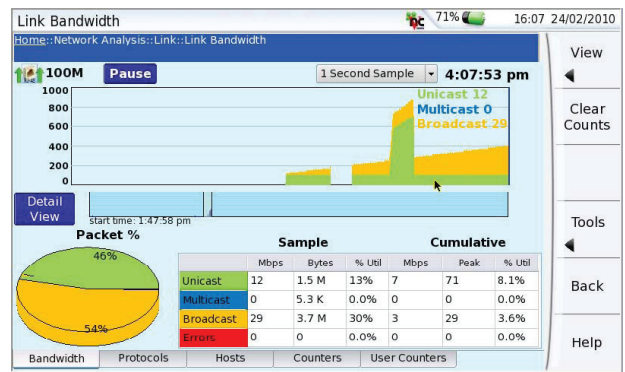 Link Bandwidth 71% 16:07 24/02/2010
Home::Network Analysis::Link::Link Bandwidth
100M Pause 1 Second Sample 4:07:53 pm
1000
800
600
400
200
0
Unicast 12
Multicast 0
Broadcast 29
Detail View
start time: 1:47:58 pm
Packet %
46%
54%
Sample Cumulative
Mbps Bytes % Util Mbps Peak % Util
Unicast 12 1.5 M 13% 7 71 8.1%
Multicast 0 5.3 K 0.0% 0 0 0.0%
Broadcast 29 3.7 M 30% 3 29 3.6%
Errors 0 0 0.0% 0 0 0.0%
Bandwidth Protocols Hosts Counters User Counters
View
Clear
Counts
Tools
Back
Help